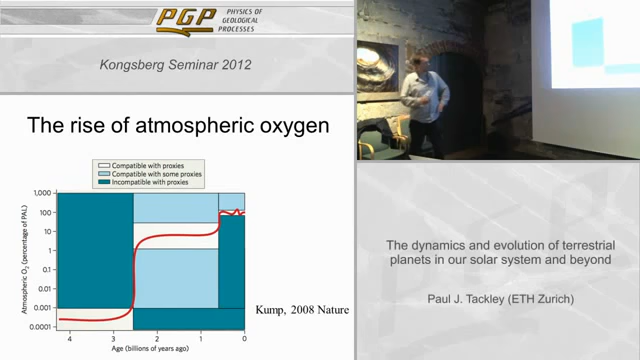 PGP
PHYSICS OF
GEOLOGICAL
PROCESSES
Kongsberg Seminar 2012
The rise of atmospheric oxygen
Compatible with proxies
Compatible with some proxies
Incompatible with proxies
Atmospheric O2 (percentage of PAL)
1,000
100
10
1
0.1
0.01
0.001
0.0001
4 3 2 1 0
Age (billions of years ago)
Kump, 2008 Nature
The dynamics and evolution of terrestrial
planets in our solar system and beyond
Paul J. Tackley (ETH Zurich)